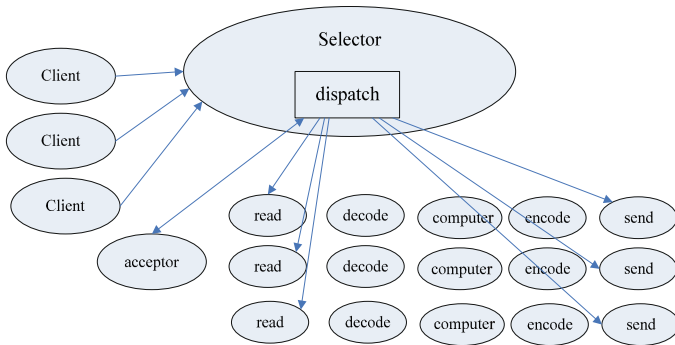 Selector
Client
dispatch
Client
Client
read decode computer encode send
acceptor
read decode computer encode send
read decode computer encode send